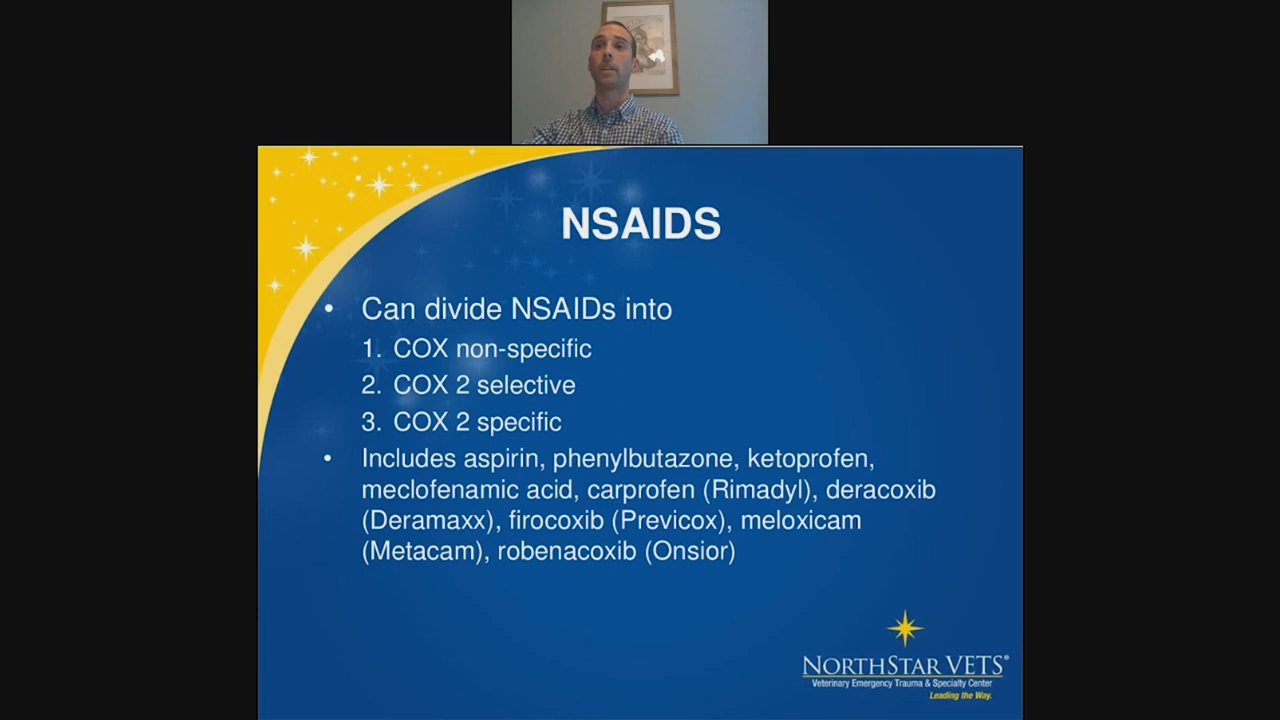 NSAIDS
• Can divide NSAIDs into
1. COX non-specific
2. COX 2 selective
3. COX 2 specific
• Includes aspirin, phenylbutazone, ketoprofen,
meclofenamic acid, carprofen (Rimadyl), deracoxib
(Deramaxx), firocoxib (Previcox), meloxicam
(Metacam), robenacoxib (Onsior)
NORTHSTAR VETS®
Veterinary Emergency Trauma & Specialty Center
Leading the Way.